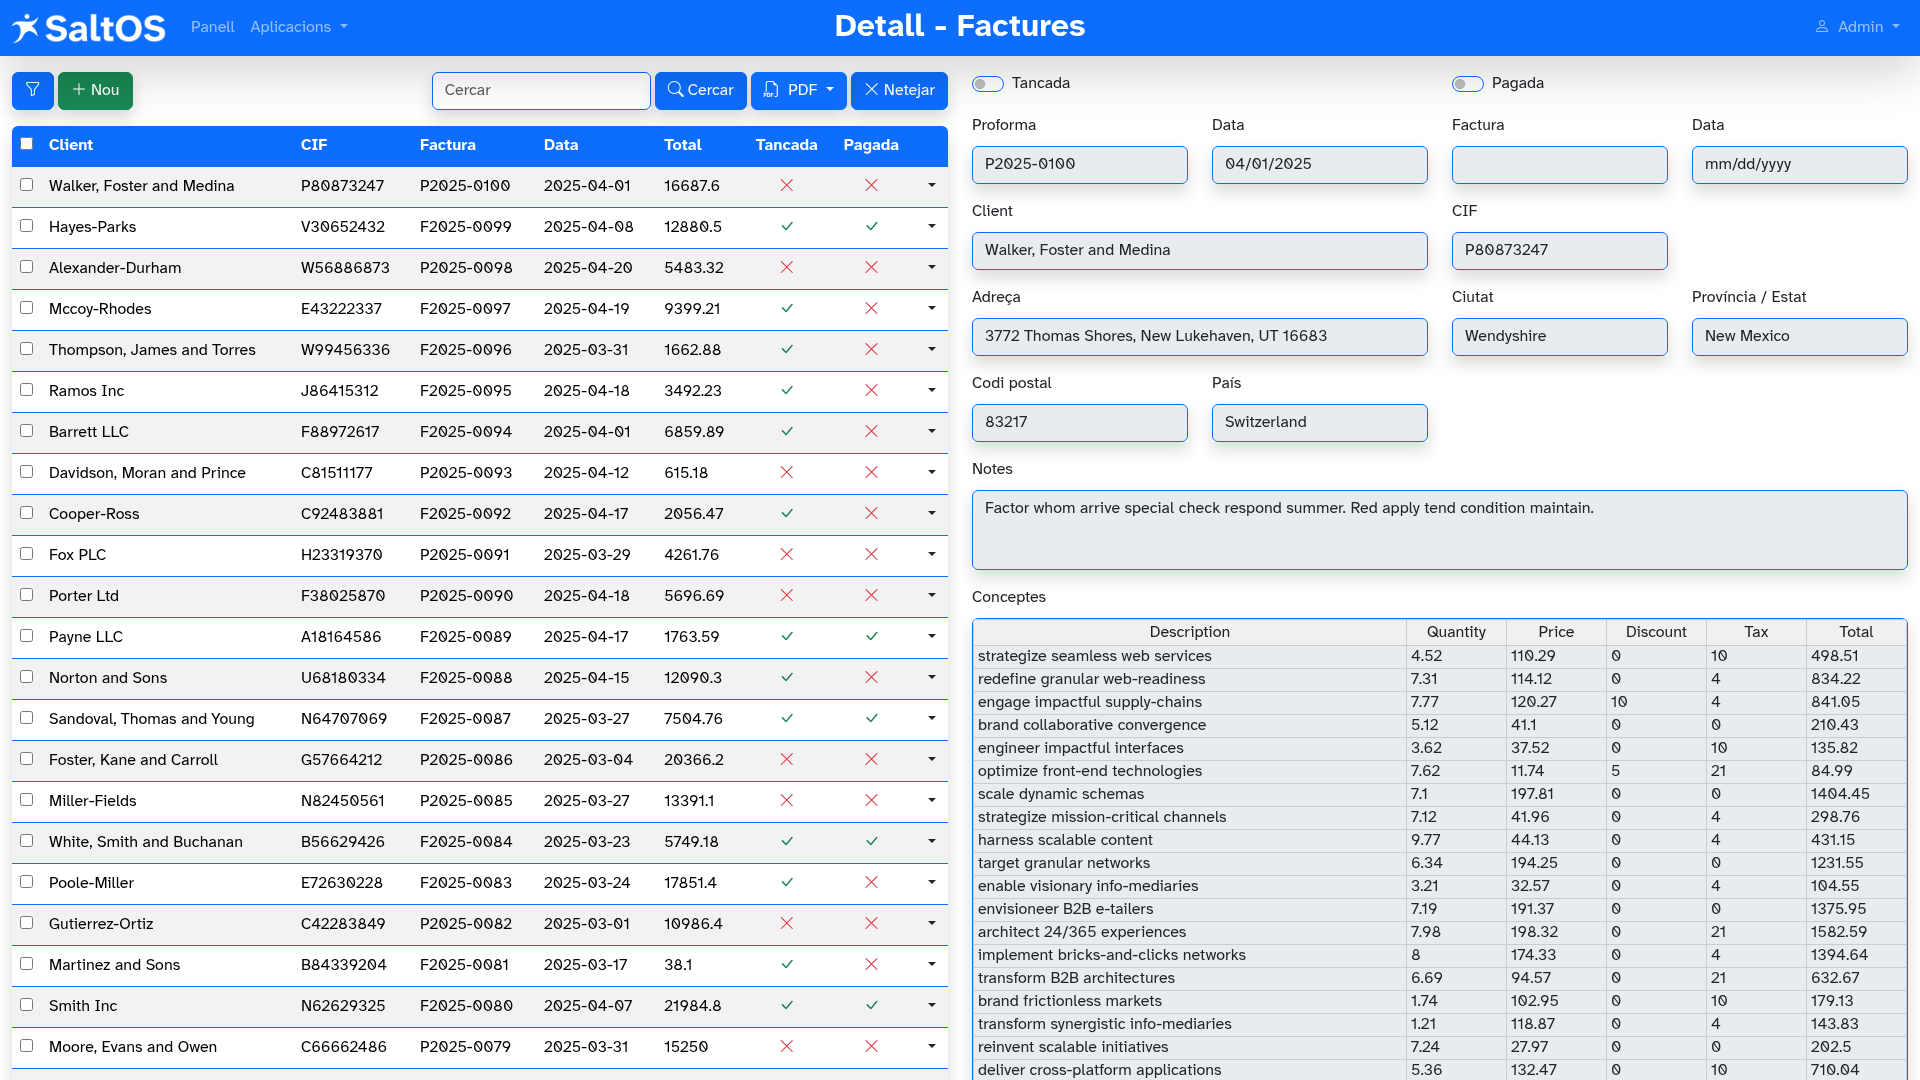 SaltOS Panell Aplicacions Detall - Factures Admin
Nou Cercar Cercar PDF Netejar
Client CIF Factura Data Total Tancada Pagada
Walker, Foster and Medina P80873247 P2025-0100 2025-04-01 16687.6
Hayes-Parks V30652432 F2025-0099 2025-04-08 12880.5
Alexander-Durham W56886873 P2025-0098 2025-04-20 5483.32
Mccoy-Rhodes E43222337 F2025-0097 2025-04-19 9399.21
Thompson, James and Torres W99456336 F2025-0096 2025-03-31 1662.88
Ramos Inc J86415312 F2025-0095 2025-04-18 3492.23
Barrett LLC F88972617 F2025-0094 2025-04-01 6859.89
Davidson, Moran and Prince C81511177 P2025-0093 2025-04-12 615.18
Cooper-Ross C92483881 F2025-0092 2025-04-17 2056.47
Fox PLC H23319370 P2025-0091 2025-03-29 4261.76
Porter Ltd F38025870 P2025-0090 2025-04-18 5696.69
Payne LLC A18164586 F2025-0089 2025-04-17 1763.59
Norton and Sons U68180334 F2025-0088 2025-04-15 12090.3
Sandoval, Thomas and Young N64707069 F2025-0087 2025-03-27 7504.76
Foster, Kane and Carroll G57664212 P2025-0086 2025-03-04 20366.2
Miller-Fields N82450561 P2025-0085 2025-03-27 13391.1
White, Smith and Buchanan B56629426 F2025-0084 2025-03-23 5749.18
Poole-Miller E72630228 F2025-0083 2025-03-24 17851.4
Gutierrez-Ortiz C42283849 P2025-0082 2025-03-01 10986.4
Martinez and Sons B84339204 F2025-0081 2025-03-17 38.1
Smith Inc N62629325 F2025-0080 2025-04-07 21984.8
Moore, Evans and Owen C66662486 P2025-0079 2025-03-31 15250
Tancada Pagada
Proforma Data Factura Data
P2025-0100 04/01/2025 mm/dd/yyyy
Client CIF
Walker, Foster and Medina P80873247
Adreça Ciutat Província / Estat
3772 Thomas Shores, New Lukehaven, UT 16683 Wendyshire New Mexico
Codi postal País
83217 Switzerland
Notes
Factor whom arrive special check respond summer. Red apply tend condition maintain.
Conceptes
Description Quantity Price Discount Tax Total
strategize seamless web services 4.52 110.29 0 10 498.51
redefine granular web-readiness 7.31 114.12 0 4 834.22
engage impactful supply-chains 7.77 120.27 10 4 841.05
brand collaborative convergence 5.12 41.1 0 0 210.43
engineer impactful interfaces 3.62 37.52 0 10 135.82
optimize front-end technologies 7.62 11.74 5 21 84.99
scale dynamic schemas 7.1 197.81 0 0 1404.45
strategize mission-critical channels 7.12 41.96 0 4 298.76
harness scalable content 9.77 44.13 0 4 431.15
target granular networks 6.34 194.25 0 0 1231.55
enable visionary info-mediaries 3.21 32.57 0 4 104.55
envisioneer B2B e-tailers 7.19 191.37 0 0 1375.95
architect 24/365 experiences 7.98 198.32 0 21 1582.59
implement bricks-and-clicks networks 8 174.33 0 4 1394.64
transform B2B architectures 6.69 94.57 0 21 632.67
brand frictionless markets 1.74 102.95 0 10 179.13
transform synergistic info-mediaries 1.21 118.87 0 4 143.83
reinvent scalable initiatives 7.24 27.97 0 0 202.5
deliver cross-platform applications 5.36 132.47 0 10 710.04